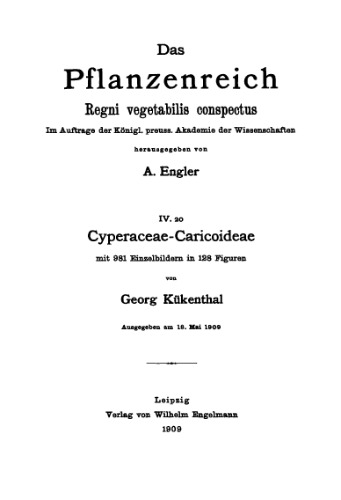 Das
Pflanzenreich
Regni vegetabilis conspectus
Im Auftrage der Königl. preuss. Akademie der Wissenschaften
herausgegeben von
A. Engler
IV. 20
Cyperaceae-Caricoideae
mit 981 Einzelbildern in 128 Figuren
von
Georg Kükenthal
Ausgegeben am 18. Mai 1909
Leipzig
Verlag von Wilhelm Engelmann
1909